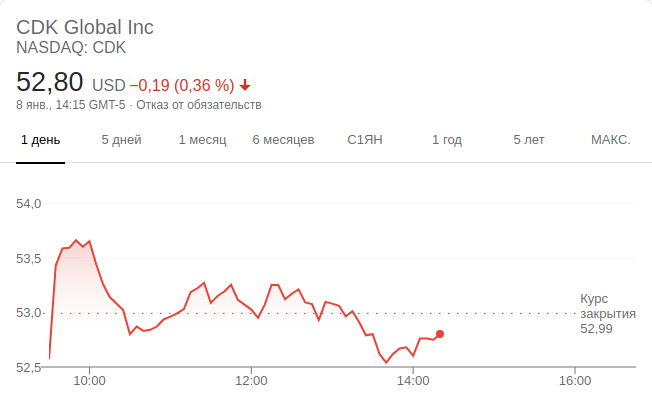 CDK Global Inc
NASDAQ: CDK
52,80 USD −0,19 (0,36 %)
8 янв., 14:15 GMT-5 · Отказ от обязательств
1 день 5 дней 1 месяц 6 месяцев С1ЯН 1 год 5 лет МАКС.
54,0
53,5
53,0
52,5
Курс
закрытия
52,99
10:00 12:00 14:00 16:00